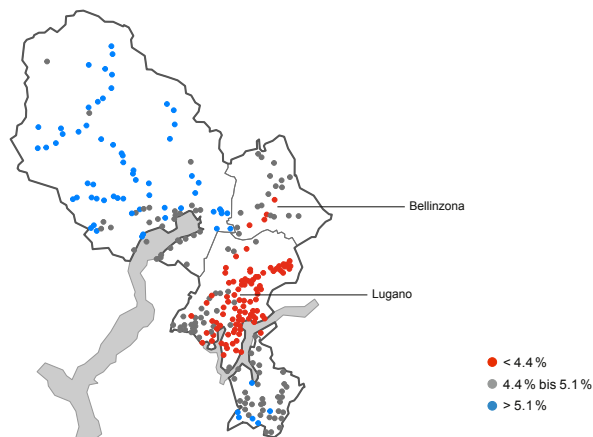 Bellinzona
Lugano
< 4.4 %
4.4 % bis 5.1 %
> 5.1 %